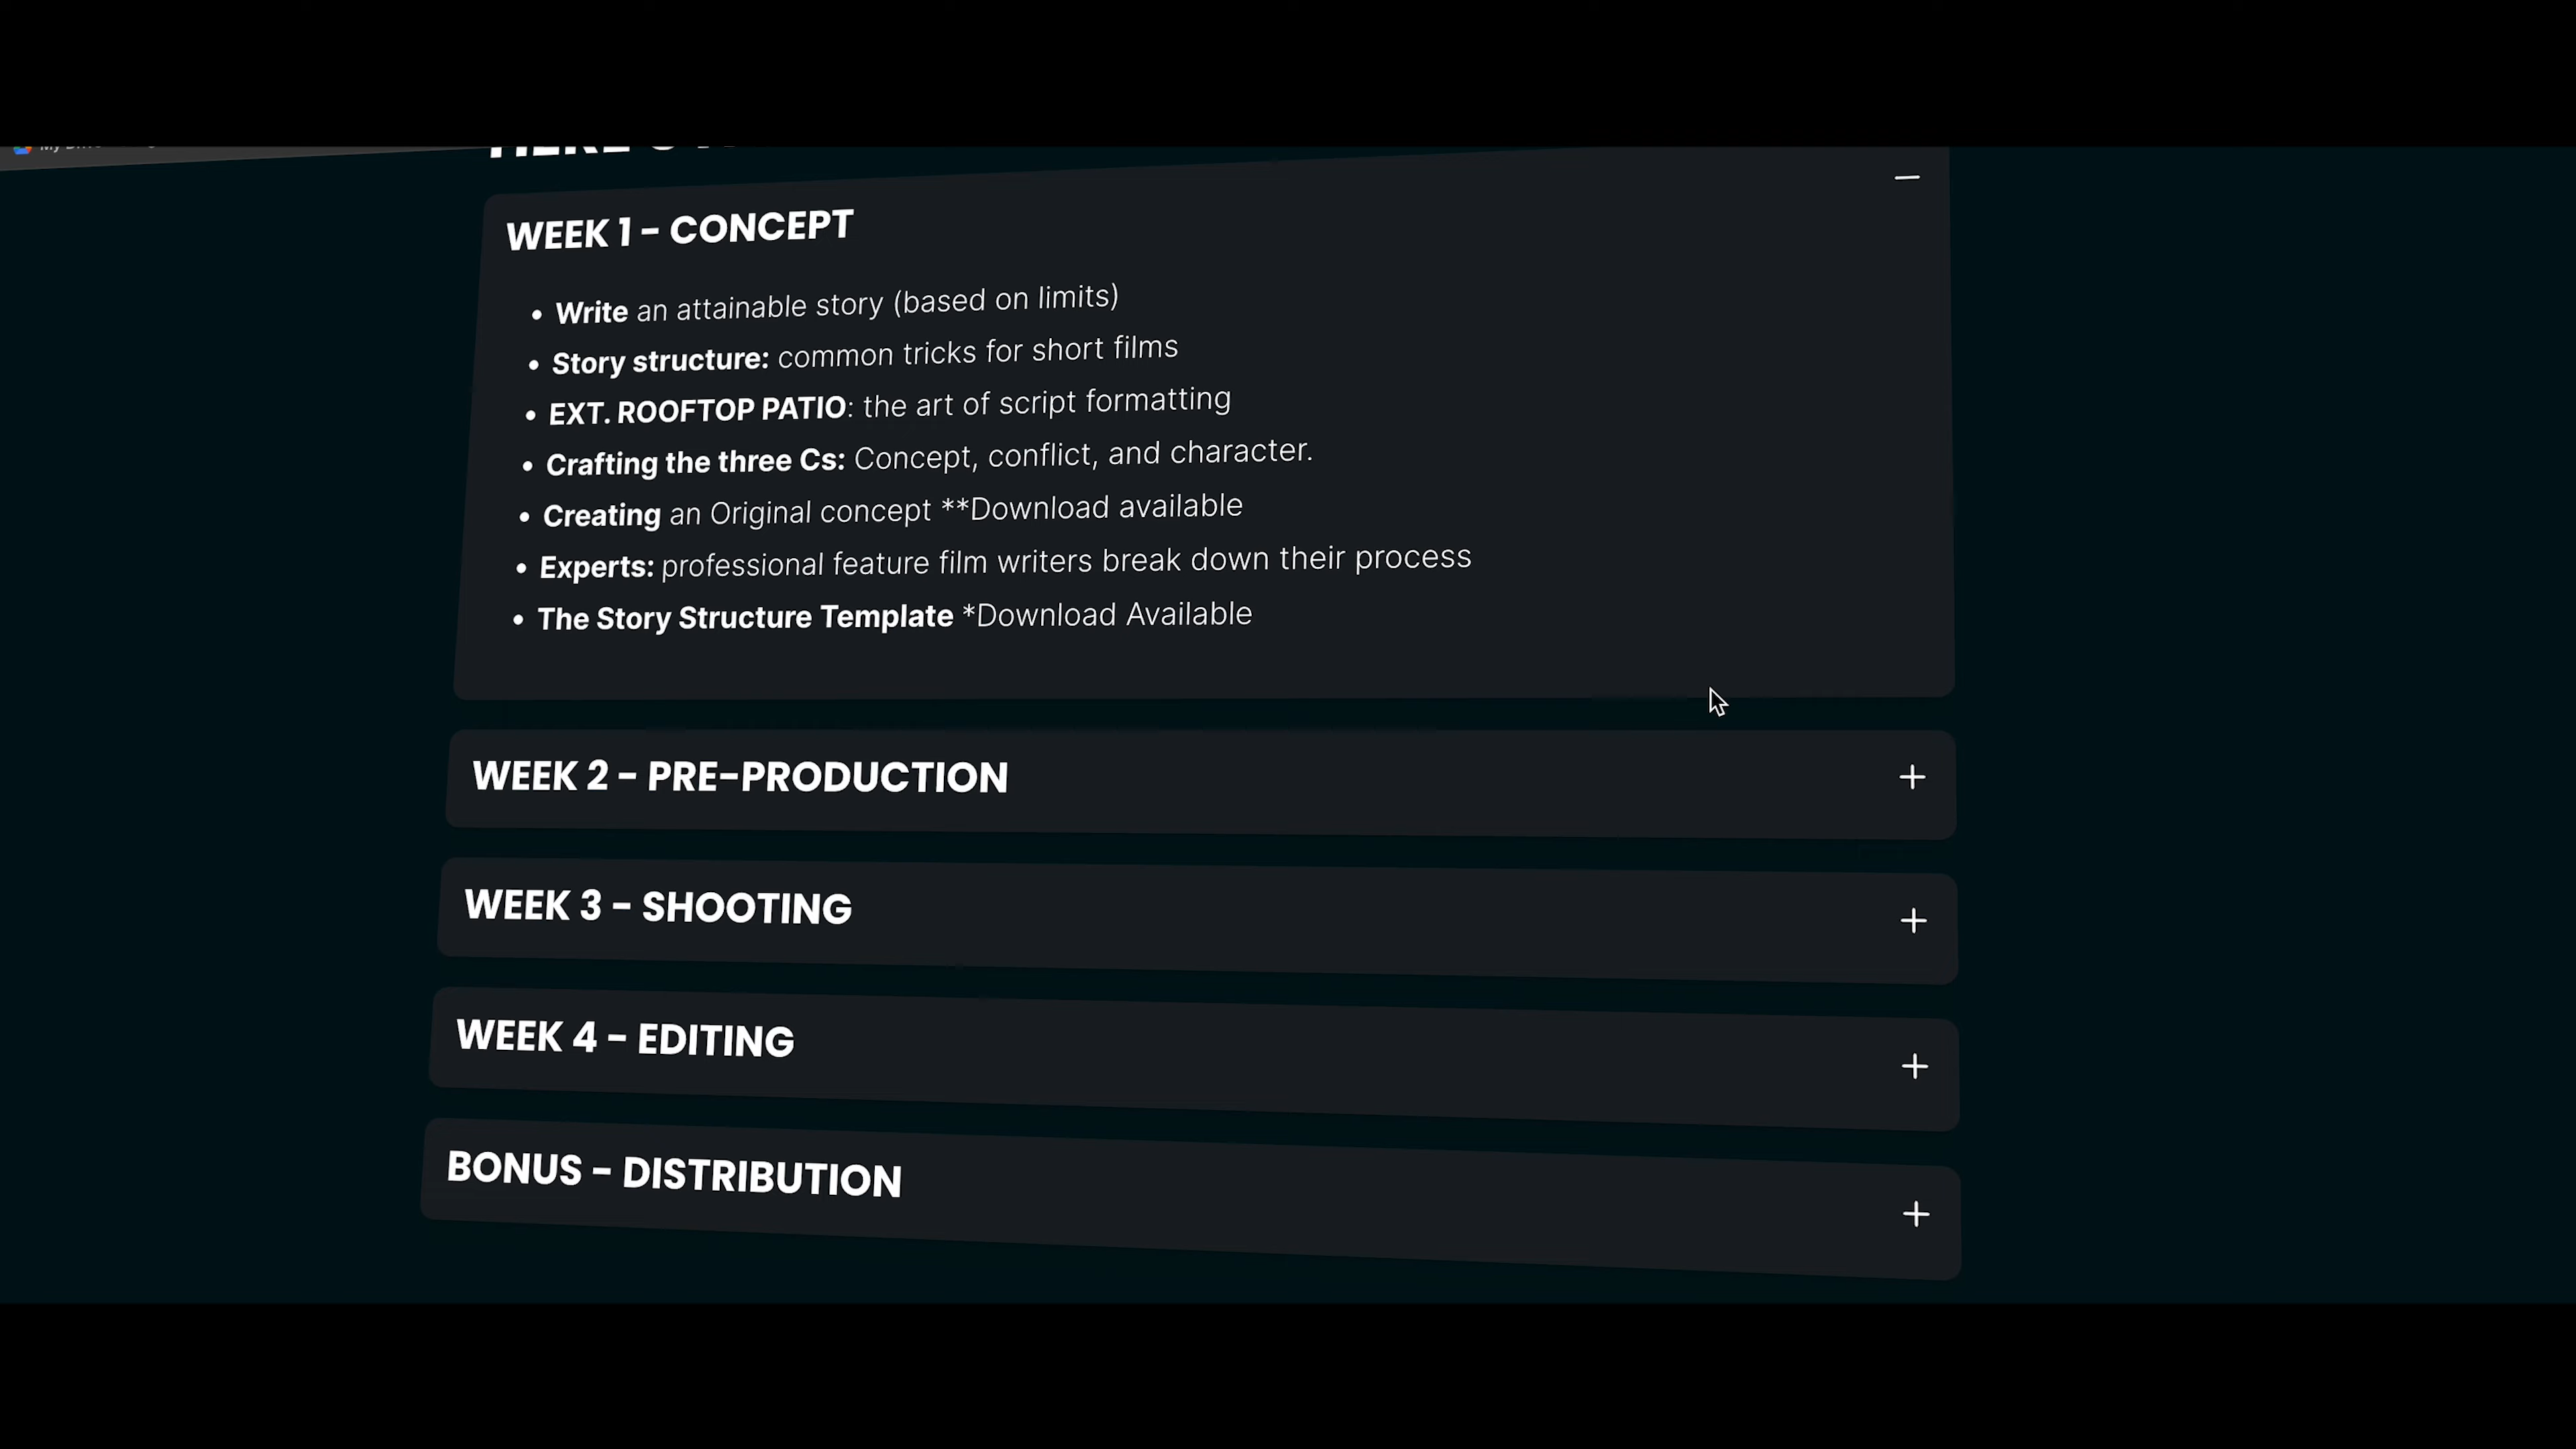 WEEK 1 - CONCEPT
• Write an attainable story (based on limits)
• Story structure: common tricks for short films
• EXT. ROOFTOP PATIO: the art of script formatting
• Crafting the three Cs: Concept, conflict, and character.
• Creating an Original concept **Download available
• Experts: professional feature film writers break down their process
• The Story Structure Template *Download Available
WEEK 2 - PRE-PRODUCTION
WEEK 3 - SHOOTING
WEEK 4 - EDITING
BONUS - DISTRIBUTION